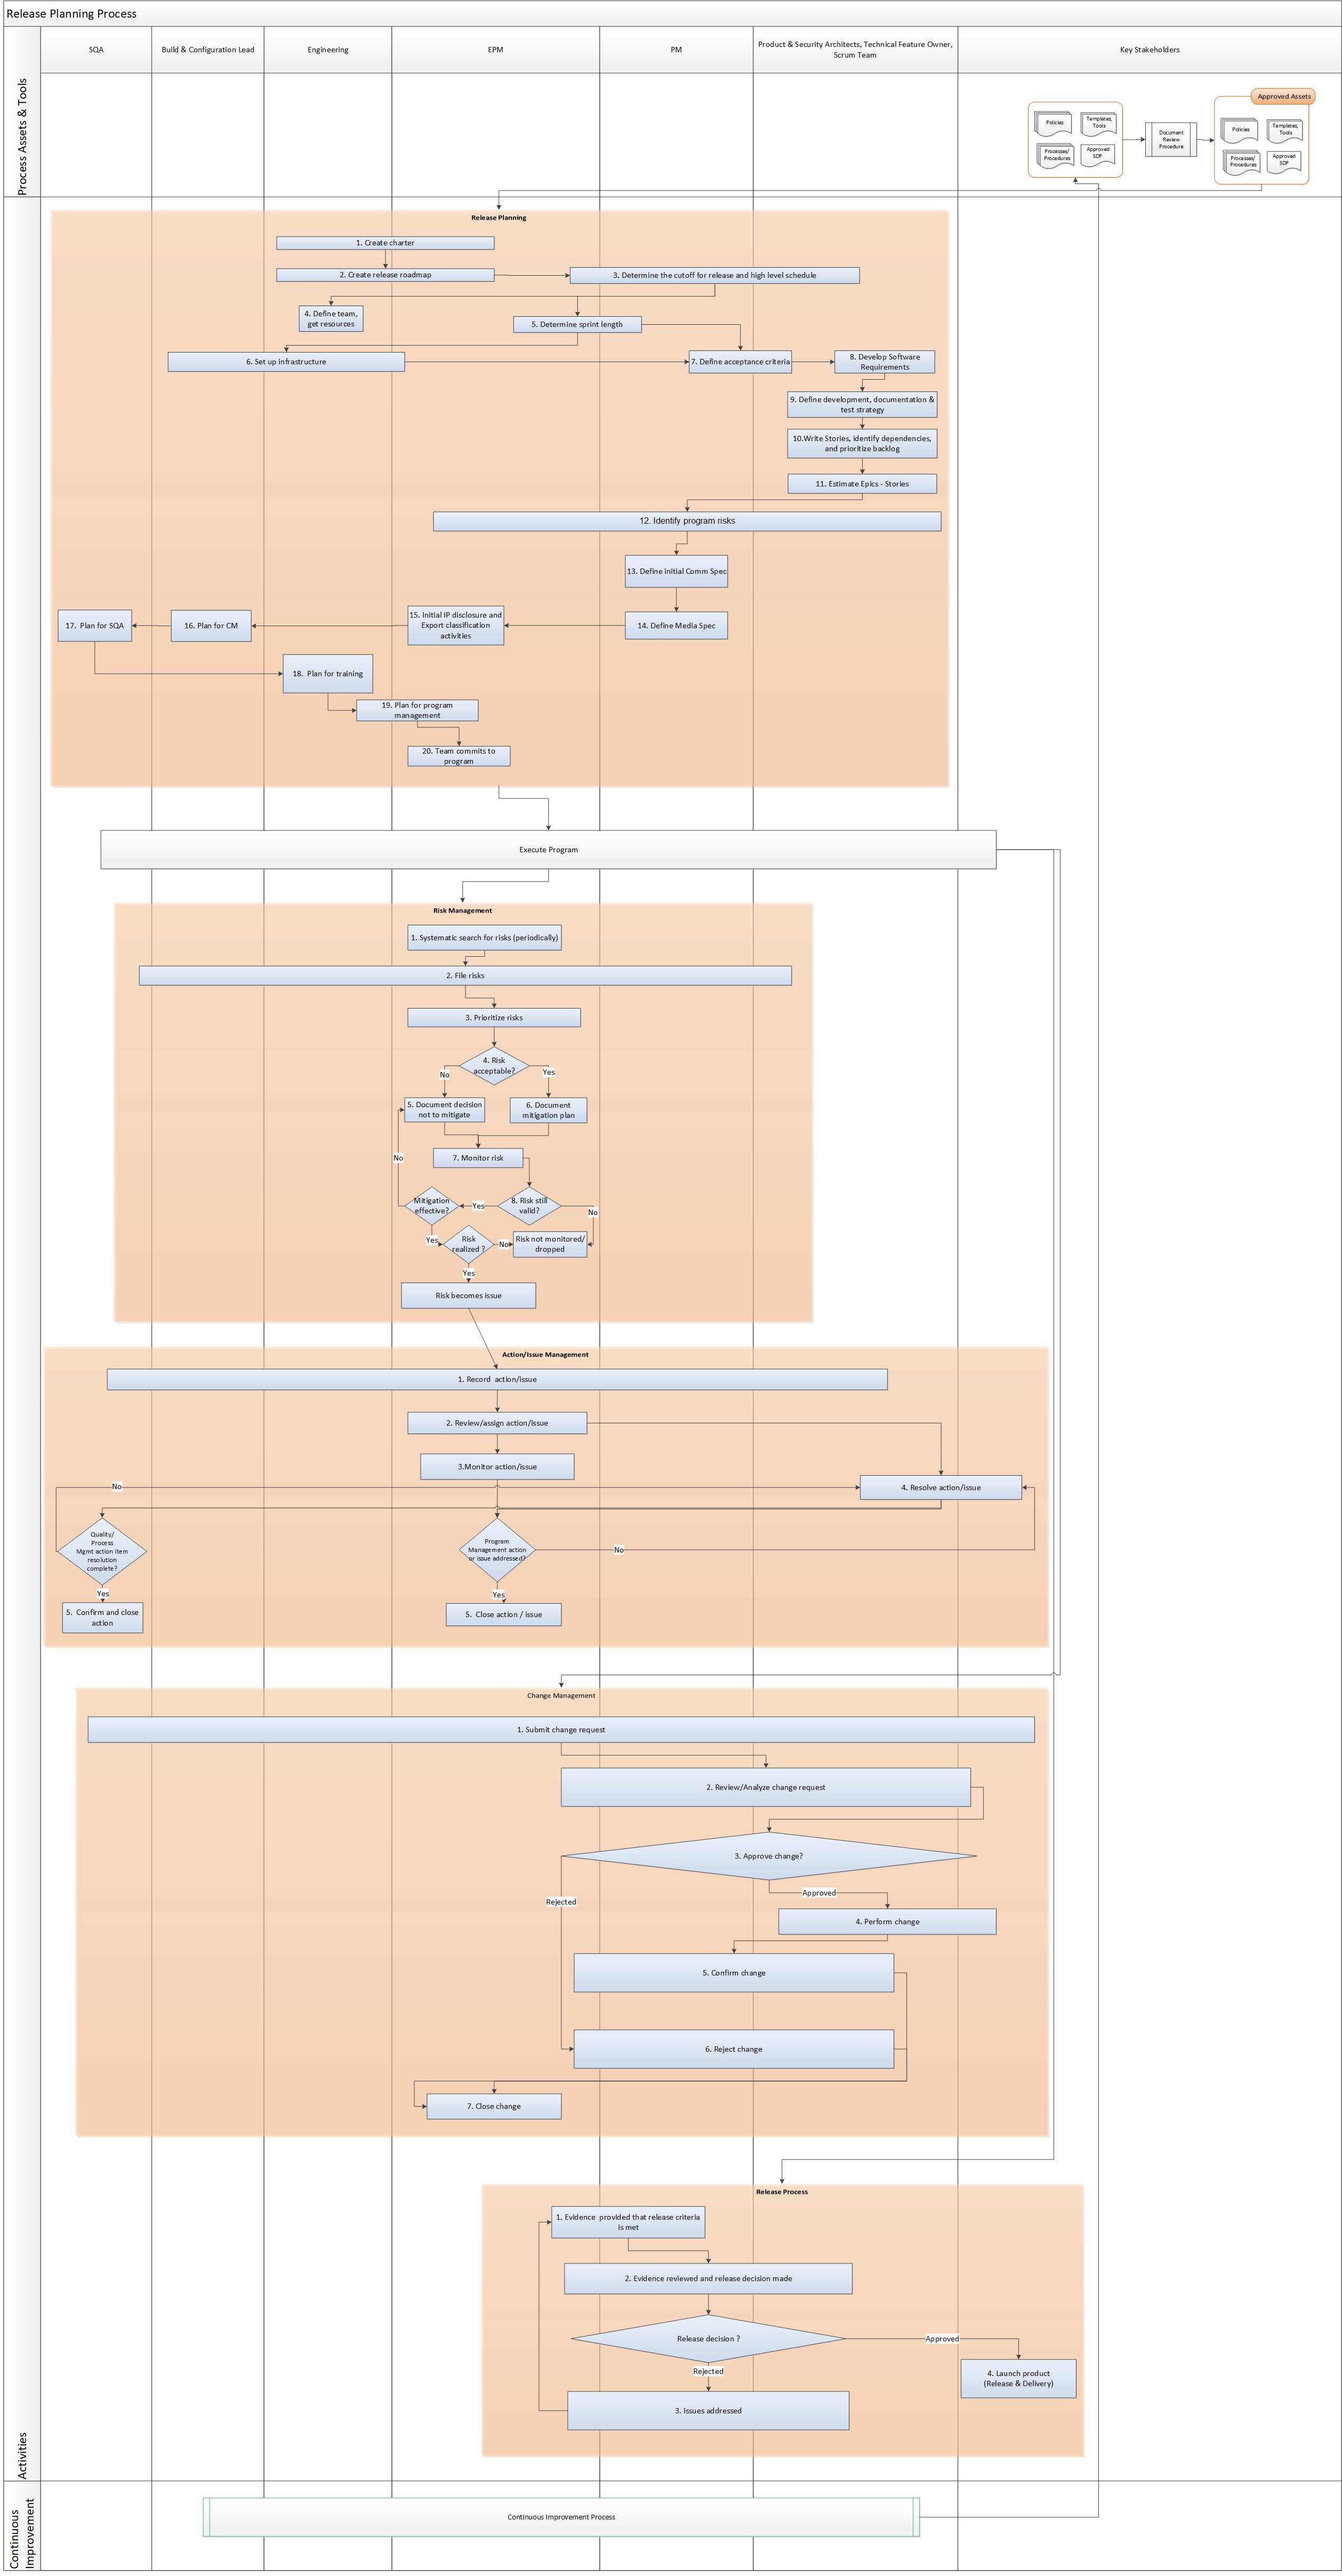 Release Planning Process
SQA
Build & Configuration Lead
Engineering
EPM
PM
Product & Security Architects, Technical Feature Owner,
Scrum Team
Key Stakeholders
Process Assets & Tools
Policies
Templates,
Tools
Processes/
Procedures
Approved
SDP
Document
Review
Procedure
Approved Assets
Policies
Templates,
Tools
Processes/
Procedures
Approved
SDP
Activities
Release Planning
1. Create charter
2. Create release roadmap
3. Determine the cutoff for release and high level schedule
4. Define team,
get resources
5. Determine sprint length
6. Set up infrastructure
7. Define acceptance criteria
8. Develop Software
Requirements
9. Define development, documentation &
test strategy
10.Write Stories, identify dependencies,
and prioritize backlog
11. Estimate Epics - Stories
12. Identify program risks
13. Define initial Comm Spec
14. Define Media Spec
15. Initial IP disclosure and
Export classification
activities
16. Plan for CM
17. Plan for SQA
18. Plan for training
19. Plan for program
management
20. Team commits to
program
Execute Program
Risk Management
1. Systematic search for risks (periodically)
2. File risks
3. Prioritize risks
4. Risk
acceptable?
No
Yes
5. Document decision
not to mitigate
6. Document
mitigation plan
No
7. Monitor risk
Mitigation
effective?
Yes
8. Risk still
valid?
No
Yes
Risk
realized ?
No
Risk not monitored/
dropped
Yes
Risk becomes issue
Action/Issue Management
1. Record action/issue
2. Review/assign action/issue
3.Monitor action/issue
No
4. Resolve action/issue
Quality/
Process
Mgmt action item
resolution
complete?
Program
Management action
or issue addressed?
No
Yes
Yes
5. Confirm and close
action
5. Close action / issue
Change Management
1. Submit change request
2. Review/Analyze change request
3. Approve change?
Approved
Rejected
4. Perform change
5. Confirm change
6. Reject change
7. Close change
Release Process
1. Evidence provided that release criteria
is met
2. Evidence reviewed and release decision made
Release decision ?
Approved
Rejected
4. Launch product
(Release & Delivery)
3. Issues addressed
Continuous
Improvement
Continuous Improvement Process